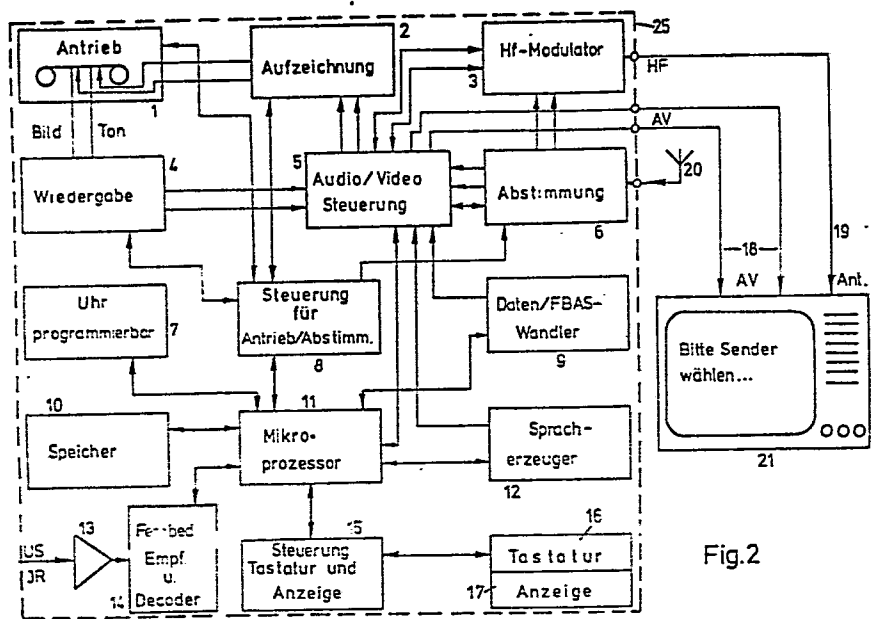 25
Antrieb
1
2
Aufzeichnung
Hf-Modulator
3
HF
AV
Bild
Ton
4
Wiedergabe
5
Audio/Video
Steuerung
Abstimmung
6
20
18
19
AV
Ant.
Uhr
programmierbar
7
Steuerung
für
Antrieb/Abstimm.
8
Daten/FBAS-
Wandler
9
Bitte Sender
wählen...
21
10
Speicher
11
Mikro-
prozessor
Sprach-
erzeuger
12
13
US
JR
Fernbed
Empf.
u.
Decoder
14
15
Steuerung
Tastatur und
Anzeige
16
Tastatur
17
Anzeige
Fig.2